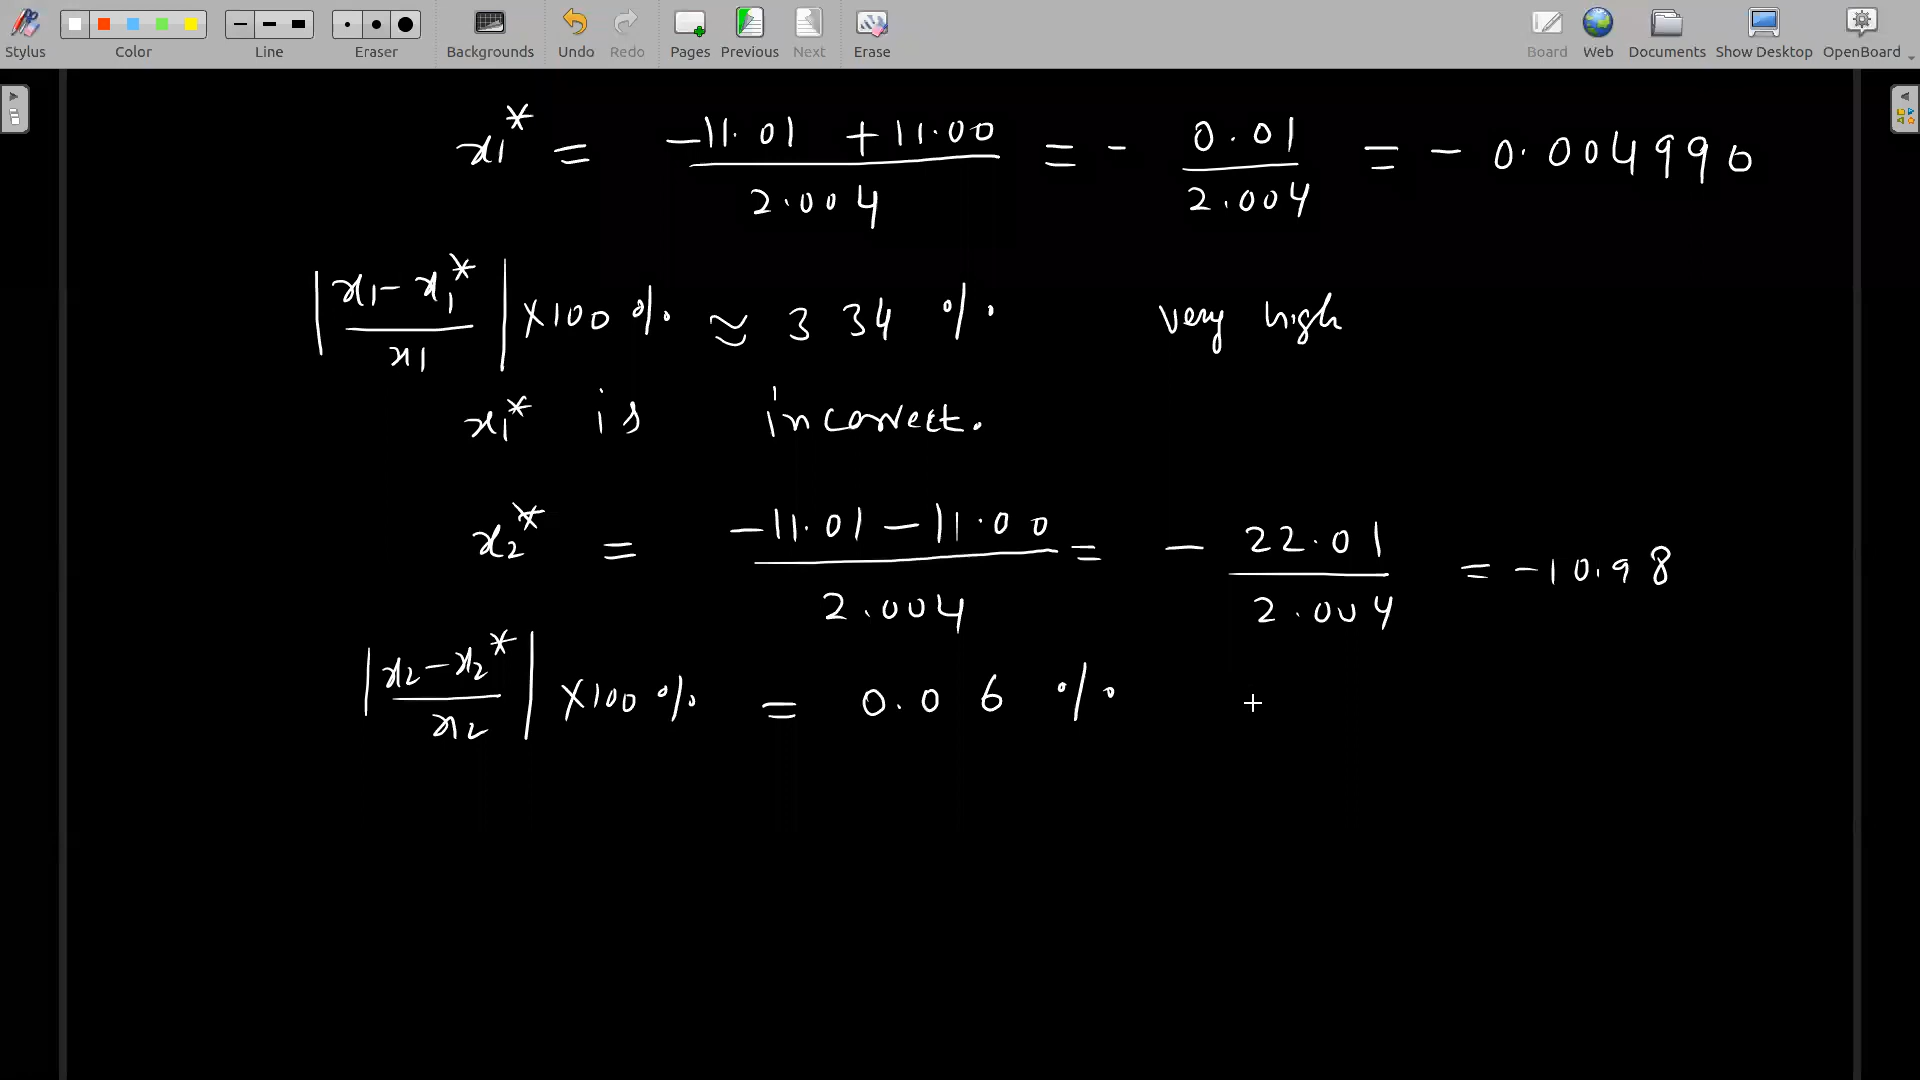 Stylus Color Line Eraser Backgrounds Undo Redo Pages Previous Next Erase Board Web Documents Show Desktop OpenBoard
x₁* = (-11.01 + 11.00) / 2.004 = - 0.01 / 2.004 = - 0.004990
|(x₁ - x₁*) / x₁| × 100 % ≈ 334 % very high
x₁* is incorrect.
x₂* = (-11.01 - 11.00) / 2.004 = - 22.01 / 2.004 = -10.98
|(x₂ - x₂*) / x₂| × 100 % = 0.06 %